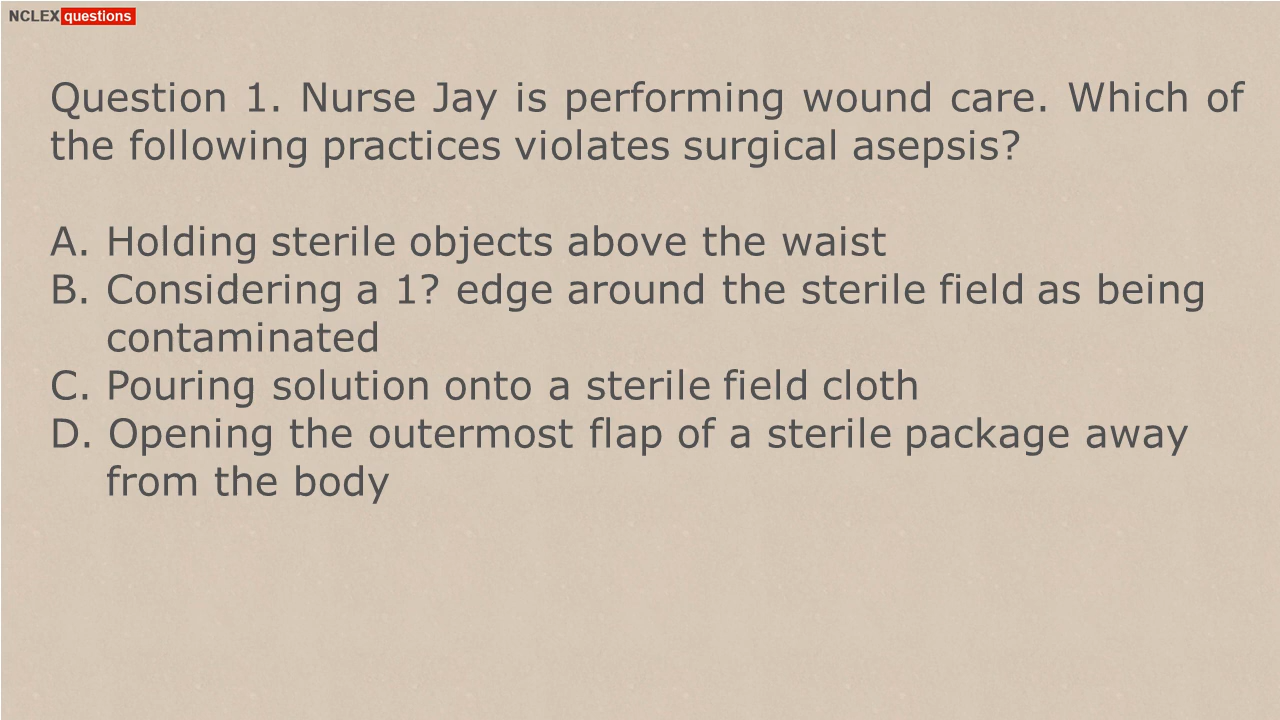 NCLEX questions
Question 1. Nurse Jay is performing wound care. Which of
the following practices violates surgical asepsis?
A. Holding sterile objects above the waist
B. Considering a 1? edge around the sterile field as being
contaminated
C. Pouring solution onto a sterile field cloth
D. Opening the outermost flap of a sterile package away
from the body